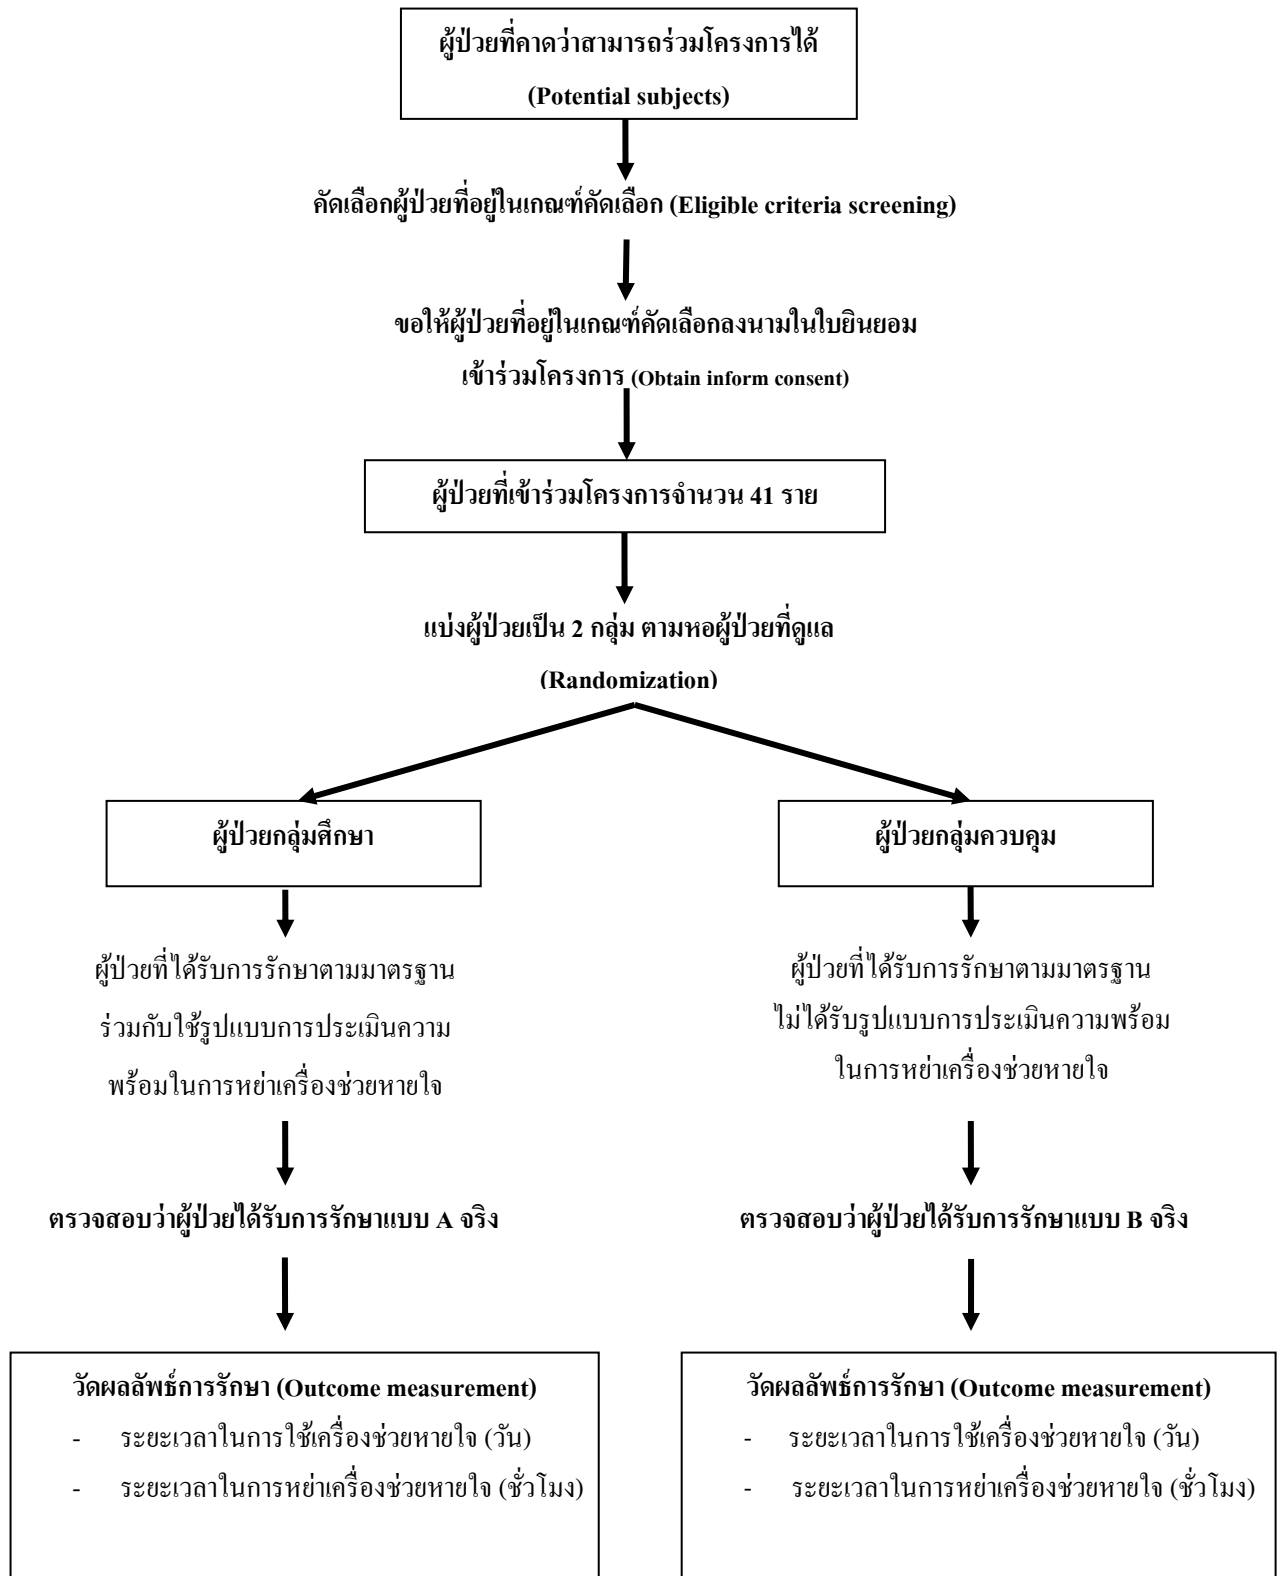 ผู้ป่วยที่คาดว่าสามารถร่วมโครงการได้
(Potential subjects)
คัดเลือกผู้ป่วยที่อยู่ในเกณฑ์คัดเลือก (Eligible criteria screening)
ขอให้ผู้ป่วยที่อยู่ในเกณฑ์คัดเลือกลงนามในใบยินยอม
เข้าร่วมโครงการ (Obtain inform consent)
ผู้ป่วยที่เข้าร่วมโครงการจำนวน 41 ราย
แบ่งผู้ป่วยเป็น 2 กลุ่ม ตามหอผู้ป่วยที่ดูแล
(Randomization)
ผู้ป่วยกลุ่มศึกษา
ผู้ป่วยที่ได้รับการรักษาตามมาตรฐาน
ร่วมกับใช้รูปแบบการประเมินความ
พร้อมในการหย่าเครื่องช่วยหายใจ
ตรวจสอบว่าผู้ป่วยได้รับการรักษาแบบ A จริง
วัดผลลัพธ์การรักษา (Outcome measurement)
- ระยะเวลาในการใช้เครื่องช่วยหายใจ (วัน)
- ระยะเวลาในการหย่าเครื่องช่วยหายใจ (ชั่วโมง)
ผู้ป่วยกลุ่มควบคุม
ผู้ป่วยที่ได้รับการรักษาตามมาตรฐาน
ไม่ได้รับรูปแบบการประเมินความพร้อม
ในการหย่าเครื่องช่วยหายใจ
ตรวจสอบว่าผู้ป่วยได้รับการรักษาแบบ B จริง
วัดผลลัพธ์การรักษา (Outcome measurement)
- ระยะเวลาในการใช้เครื่องช่วยหายใจ (วัน)
- ระยะเวลาในการหย่าเครื่องช่วยหายใจ (ชั่วโมง)